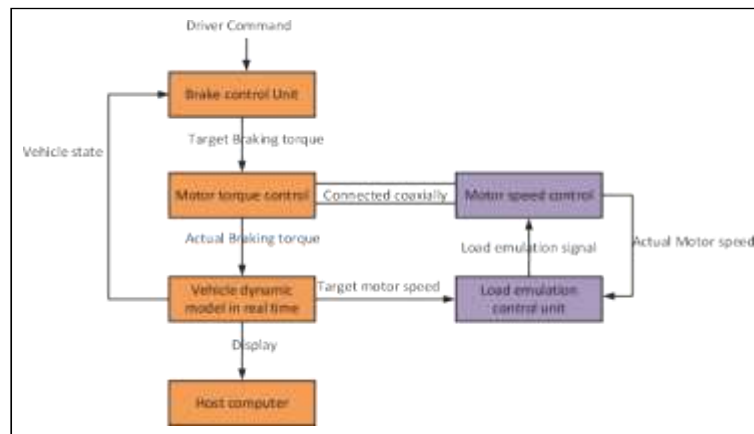 Driver Command
Brake control Unit
Target Braking torque
Vehicle state
Motor torque control
Connected coaxially
Motor speed control
Actual Braking torque
Load emulation signal
Actual Motor speed
Vehicle dynamic
model in real time
Target motor speed
Load emulation
control unit
Display
Host computer